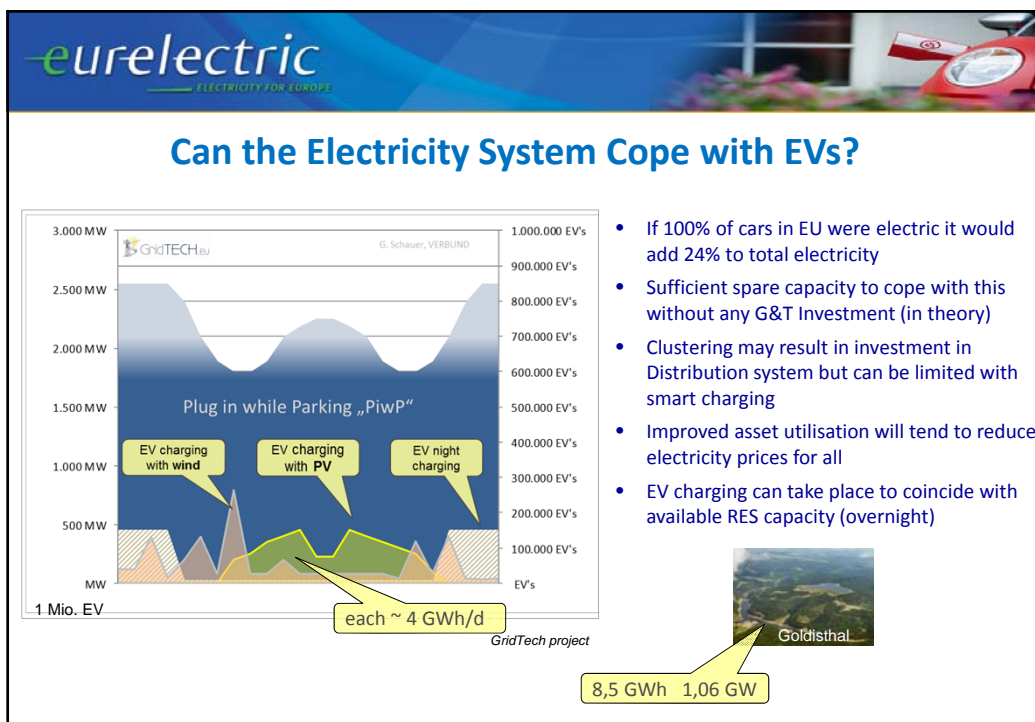 eurelectric
ELECTRICITY FOR EUROPE
Can the Electricity System Cope with EVs?
3.000 MW
2.500 MW
2.000 MW
1.500 MW
1.000 MW
500 MW
MW
GridTECH.EU
G. Schauer, VERBUND
1.000.000 EV's
900.000 EV's
800.000 EV's
700.000 EV's
600.000 EV's
500.000 EV's
400.000 EV's
300.000 EV's
200.000 EV's
100.000 EV's
EV's
Plug in while Parking „PiwP“
EV charging
with wind
EV charging
with PV
EV night
charging
1 Mio. EV
each ~ 4 GWh/d
GridTech project
• If 100% of cars in EU were electric it would
add 24% to total electricity
• Sufficient spare capacity to cope with this
without any G&T Investment (in theory)
• Clustering may result in investment in
Distribution system but can be limited with
smart charging
• Improved asset utilisation will tend to reduce
electricity prices for all
• EV charging can take place to coincide with
available RES capacity (overnight)
Goldisthal
8,5 GWh 1,06 GW